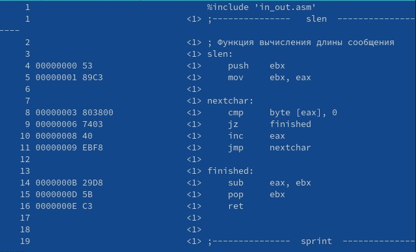 1 %include 'in_out.asm'
1 <1> ;--------------- slen ---------------
----
2 <1> ; Функция вычисления длины сообщения
3 <1> slen:
4 00000000 53 <1> push ebx
5 00000001 89C3 <1> mov ebx, eax
6 <1>
7 <1> nextchar:
8 00000003 803800 <1> cmp byte [eax], 0
9 00000006 7403 <1> jz finished
10 00000008 40 <1> inc eax
11 00000009 EBF8 <1> jmp nextchar
12 <1>
13 <1> finished:
14 0000000B 29D8 <1> sub eax, ebx
15 0000000D 5B <1> pop ebx
16 0000000E C3 <1> ret
17 <1>
18 <1>
19 <1> ;--------------- sprint ---------------